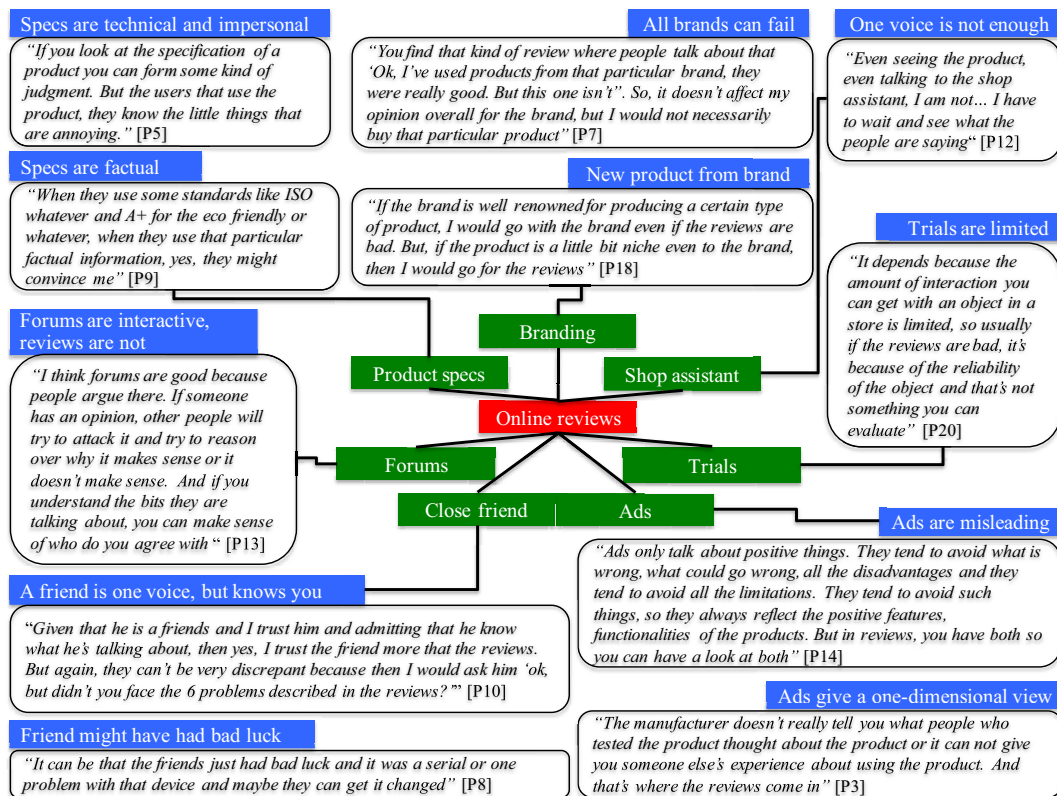 Specs are technical and impersonal
“If you look at the specification of a
product you can form some kind of
judgment. But the users that use the
product, they know the little things
that are annoying.” [P5]
All brands can fail
“You find that kind of review where people talk about that
‘Ok, I’ve used products from that particular brand, they
were really good. But this one isn’t”. So, it doesn’t affect my
opinion overall for the brand, but I would not necessarily
buy that particular product” [P7]
One voice is not enough
“Even seeing the product,
even talking to the shop
assistant, I am not… I have
to wait and see what the
people are saying“ [P12]
Specs are factual
“When they use some standards like ISO
whatever and A+ for the eco friendly or
whatever, when they use that particular
factual information, yes, they might
convince me” [P9]
New product from brand
“If the brand is well renowned for producing a certain type
of product, I would go with the brand even if the reviews are
bad. But, if the product is a little bit niche even to the brand,
then I would go for the reviews” [P18]
Trials are limited
“It depends because the
amount of interaction you
can get with an object in a
store is limited, so usually
if the reviews are bad, it’s
because of the reliability
of the object and that’s not
something you can
evaluate” [P20]
Forums are interactive,
reviews are not
“I think forums are good because
people argue there. If someone
has an opinion, other people will
try to attack it and try to reason
over why it makes sense or it
doesn’t make sense. And if you
understand the bits they are
talking about, you can make sense
of who do you agree with “ [P13]
Branding
Product specs
Shop assistant
Online reviews
Forums
Trials
Close friend
Ads
Ads are misleading
“Ads only talk about positive things. They tend to avoid what is
wrong, what could go wrong, all the disadvantages and they
tend to avoid all the limitations. They tend to avoid such
things, so they always reflect the positive features,
functionalities of the products. But in reviews, you have both so
you can have a look at both” [P14]
A friend is one voice, but knows you
“Given that he is a friends and I trust him and admitting that he know
what he’s talking about, then yes, I trust the friend more that the reviews.
But again, they can’t be very discrepant because then I would ask him ‘ok,
but didn’t you face the 6 problems described in the reviews?’” [P10]
Ads give a one-dimensional view
“The manufacturer doesn’t really tell you what people who
tested the product thought about the product or it can not give
you someone else’s experience about using the product. And
that’s where the reviews come in” [P3]
Friend might have had bad luck
“It can be that the friends just had bad luck and it was a serial or one
problem with that device and maybe they can get it changed” [P8]